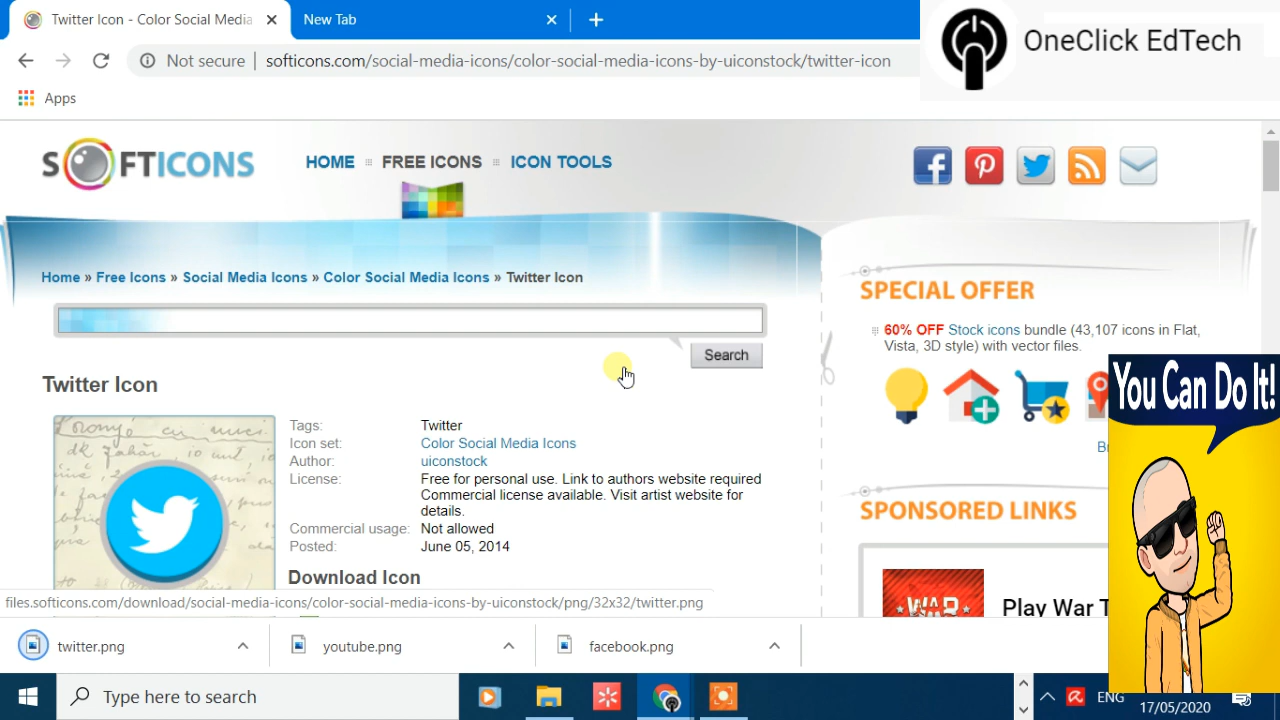 Twitter Icon - Color Social Media
New Tab
OneClick EdTech
Not secure
softicons.com/social-media-icons/color-social-media-icons-by-uiconstock/twitter-icon
Apps
SOFTICONS
HOME
FREE ICONS
ICON TOOLS
Home » Free Icons » Social Media Icons » Color Social Media Icons » Twitter Icon
Search
Twitter Icon
Tags: Twitter
Icon set: Color Social Media Icons
Author: uiconstock
License: Free for personal use. Link to authors website required
Commercial license available. Visit artist website for
details.
Commercial usage: Not allowed
Posted: June 05, 2014
Download Icon
SPECIAL OFFER
60% OFF Stock icons bundle (43,107 icons in Flat,
Vista, 3D style) with vector files.
SPONSORED LINKS
WAR
Play War
You Can Do It!
files.softicons.com/download/social-media-icons/color-social-media-icons-by-uiconstock/png/32x32/twitter.png
twitter.png
youtube.png
facebook.png
Type here to search
ENG
17/05/2020